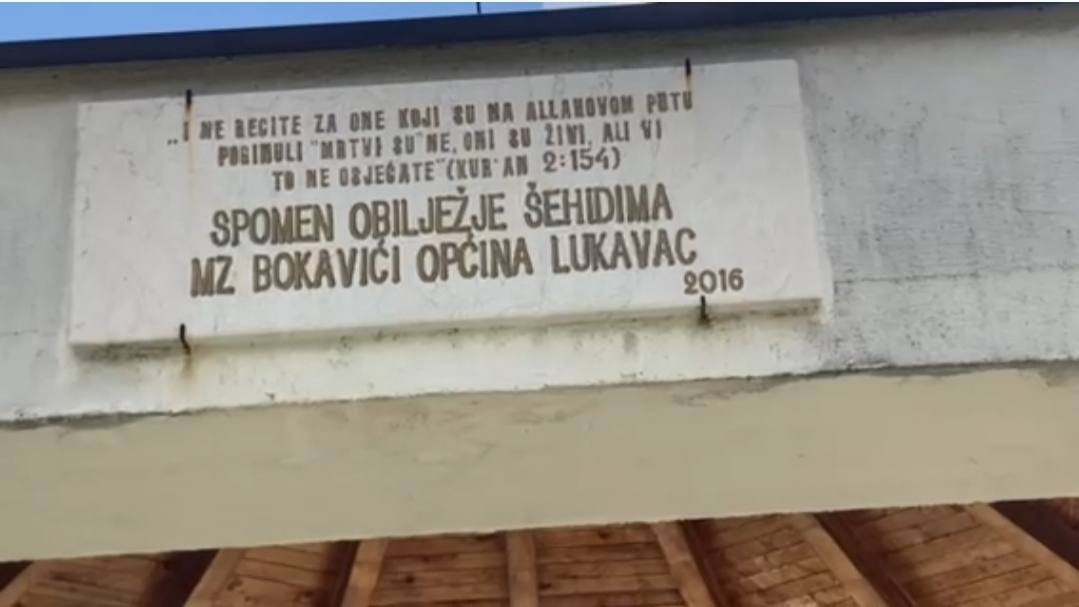 „I NE RECITE ZA ONE KOJI SU NA ALLAHOVOM PUTU
POGINULI "MRTVI SU" NE, ONI SU ŽIVI, ALI VI
TO NE OSJEĆATE" (KUR'AN 2:154)
SPOMEN OBILJEŽJE ŠEHIDIMA
MZ BOKAVIĆI OPĆINA LUKAVAC
2016